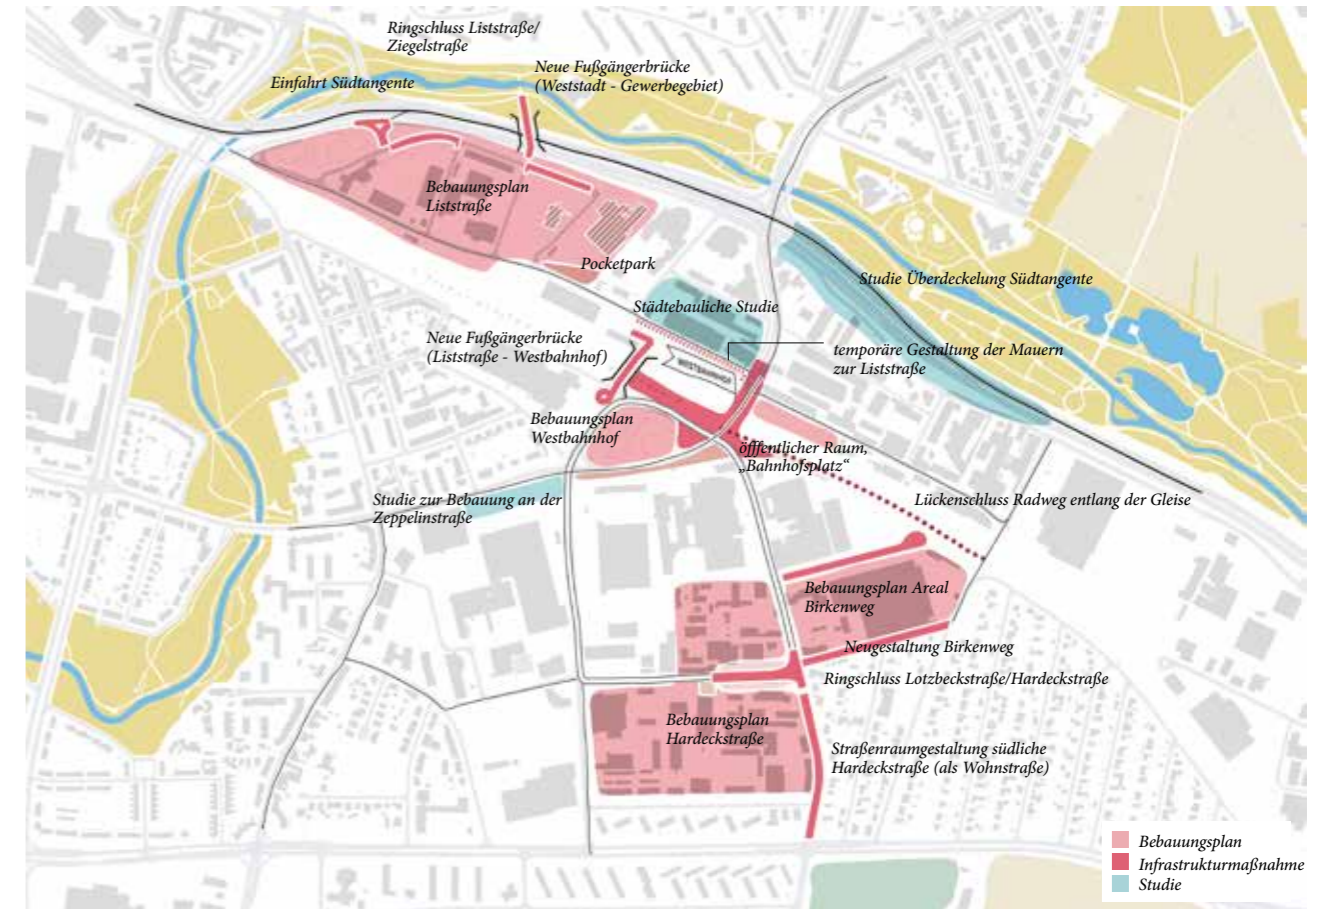 Ringschluss Liststraße/
Ziegelstraße
Neue Fußgängerbrücke
(Weststadt - Gewerbegebiet)
Einfahrt Südtangente
Bebauungsplan
Liststraße
Pocketpark
Studie Überdeckelung Südtangente
Städtebauliche Studie
Neue Fußgängerbrücke
(Liststraße - Westbahnhof)
temporäre Gestaltung der Mauern
zur Liststraße
WESTBAHNHOF
Bebauungsplan
Westbahnhof
öfffentlicher Raum,
„Bahnhofsplatz“
Studie zur Bebauung an der
Zeppelinstraße
Lückenschluss Radweg entlang der Gleise
Bebauungsplan Areal
Birkenweg
Neugestaltung Birkenweg
Ringschluss Lotzbeckstraße/Hardeckstraße
Bebauungsplan
Hardeckstraße
Straßenraumgestaltung südliche
Hardeckstraße (als Wohnstraße)
Bebauungsplan
Infrastrukturmaßnahme
Studie